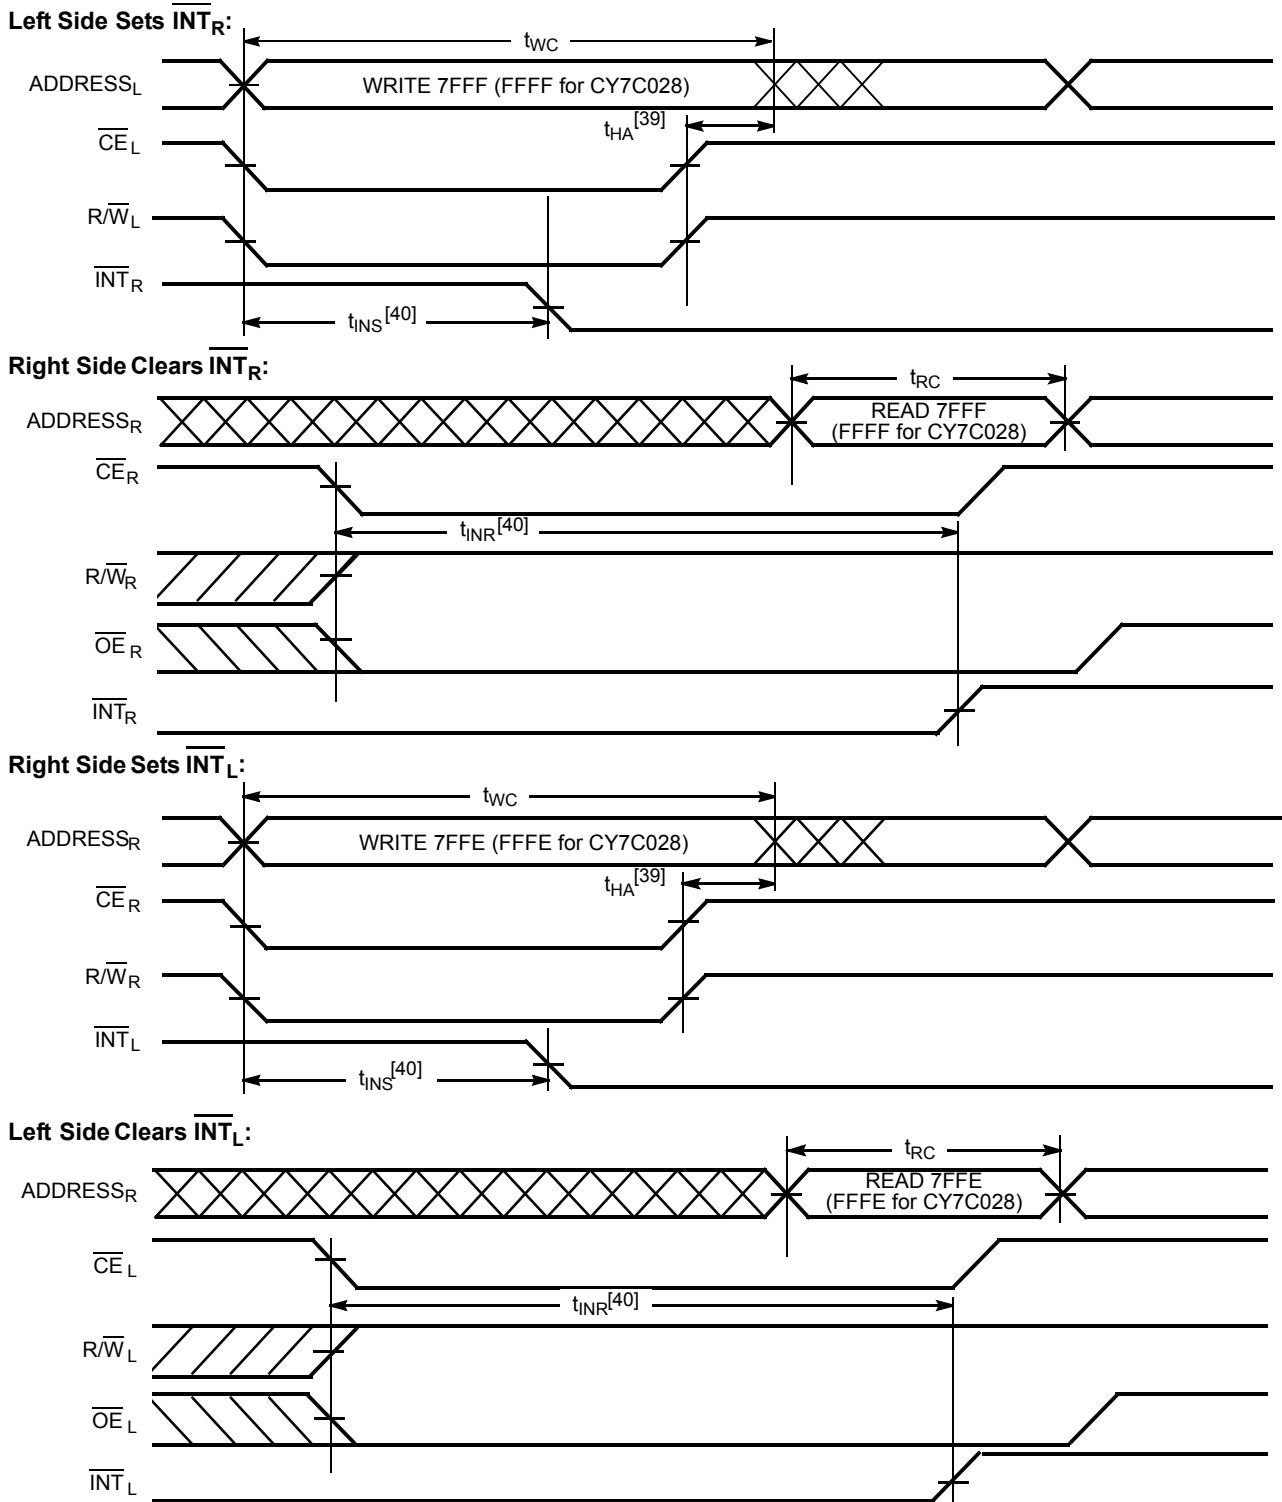 Left Side Sets INTR:
tWC
ADDRESSL
WRITE 7FFF (FFFF for CY7C028)
tHA[39]
CEL
R/WL
INTR
tINS[40]
Right Side Clears INTR:
tRC
ADDRESSR
READ 7FFF
(FFFF for CY7C028)
CER
tINR[40]
R/WR
OER
INTR
Right Side Sets INTL:
tWC
ADDRESSR
WRITE 7FFE (FFFE for CY7C028)
tHA[39]
CER
R/WR
INTL
tINS[40]
Left Side Clears INTL:
tRC
ADDRESSR
READ 7FFE
(FFFE for CY7C028)
CEL
tINR[40]
R/WL
OEL
INTL